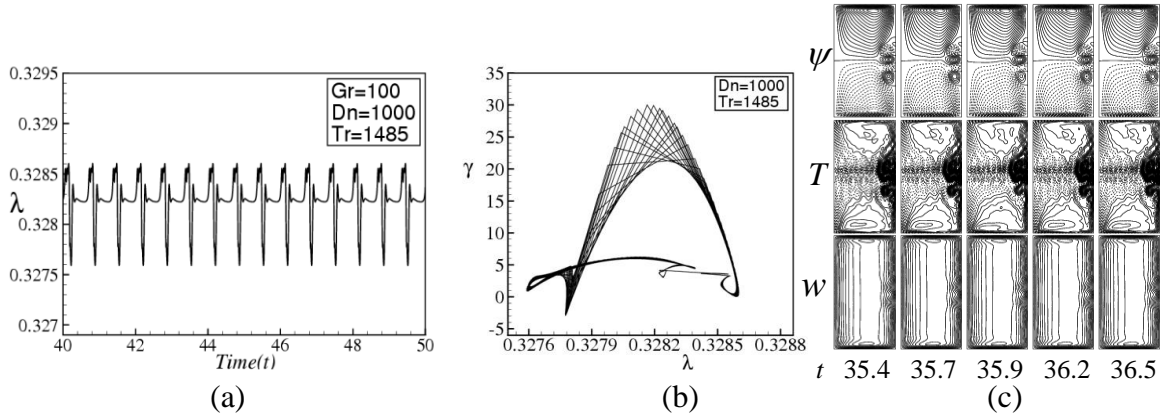 0.3295
0.329
0.3285
λ
0.328
0.3275
0.327
Gr=100
Dn=1000
Tr=1485
40 42 44 46 48 50
Time(t)
(a)
35
30
25
20
γ
15
10
5
0
-5
Dn=1000
Tr=1485
0.3276 0.3279 0.3282 0.3285 0.3288
λ
(b)
ψ
T
w
t 35.4 35.7 35.9 36.2 36.5
(c)